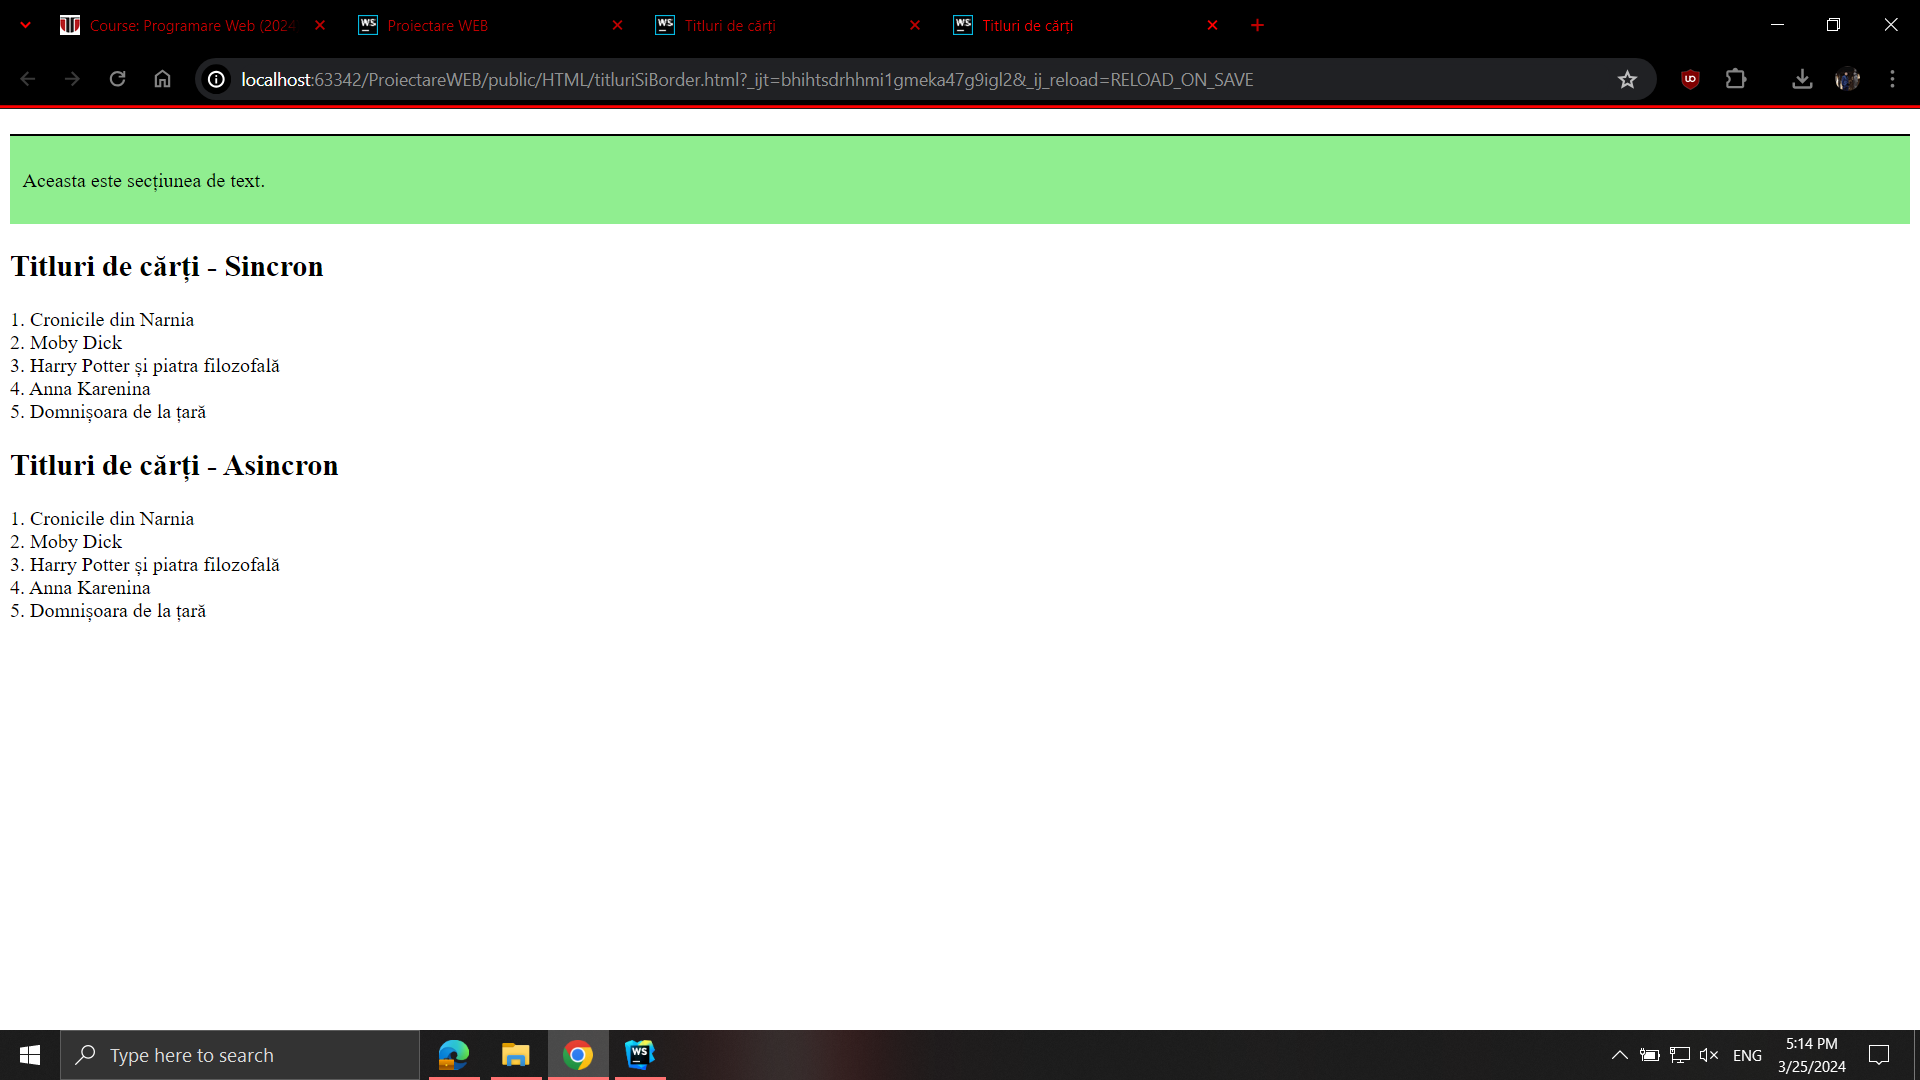 Course: Programare Web (2024
Proiectare WEB
Titluri de cărți
Titluri de cărți
localhost:63342/ProiectareWEB/public/HTML/titluriSiBorder.html?_ijt=bhihtsdrhhmi1gmeka47g9igl2&_ij_reload=RELOAD_ON_SAVE
Aceasta este secțiunea de text.
Titluri de cărți - Sincron
1. Cronicile din Narnia
2. Moby Dick
3. Harry Potter și piatra filozofală
4. Anna Karenina
5. Domnișoara de la țară
Titluri de cărți - Asincron
1. Cronicile din Narnia
2. Moby Dick
3. Harry Potter și piatra filozofală
4. Anna Karenina
5. Domnișoara de la țară
Type here to search
ENG
5:14 PM
3/25/2024